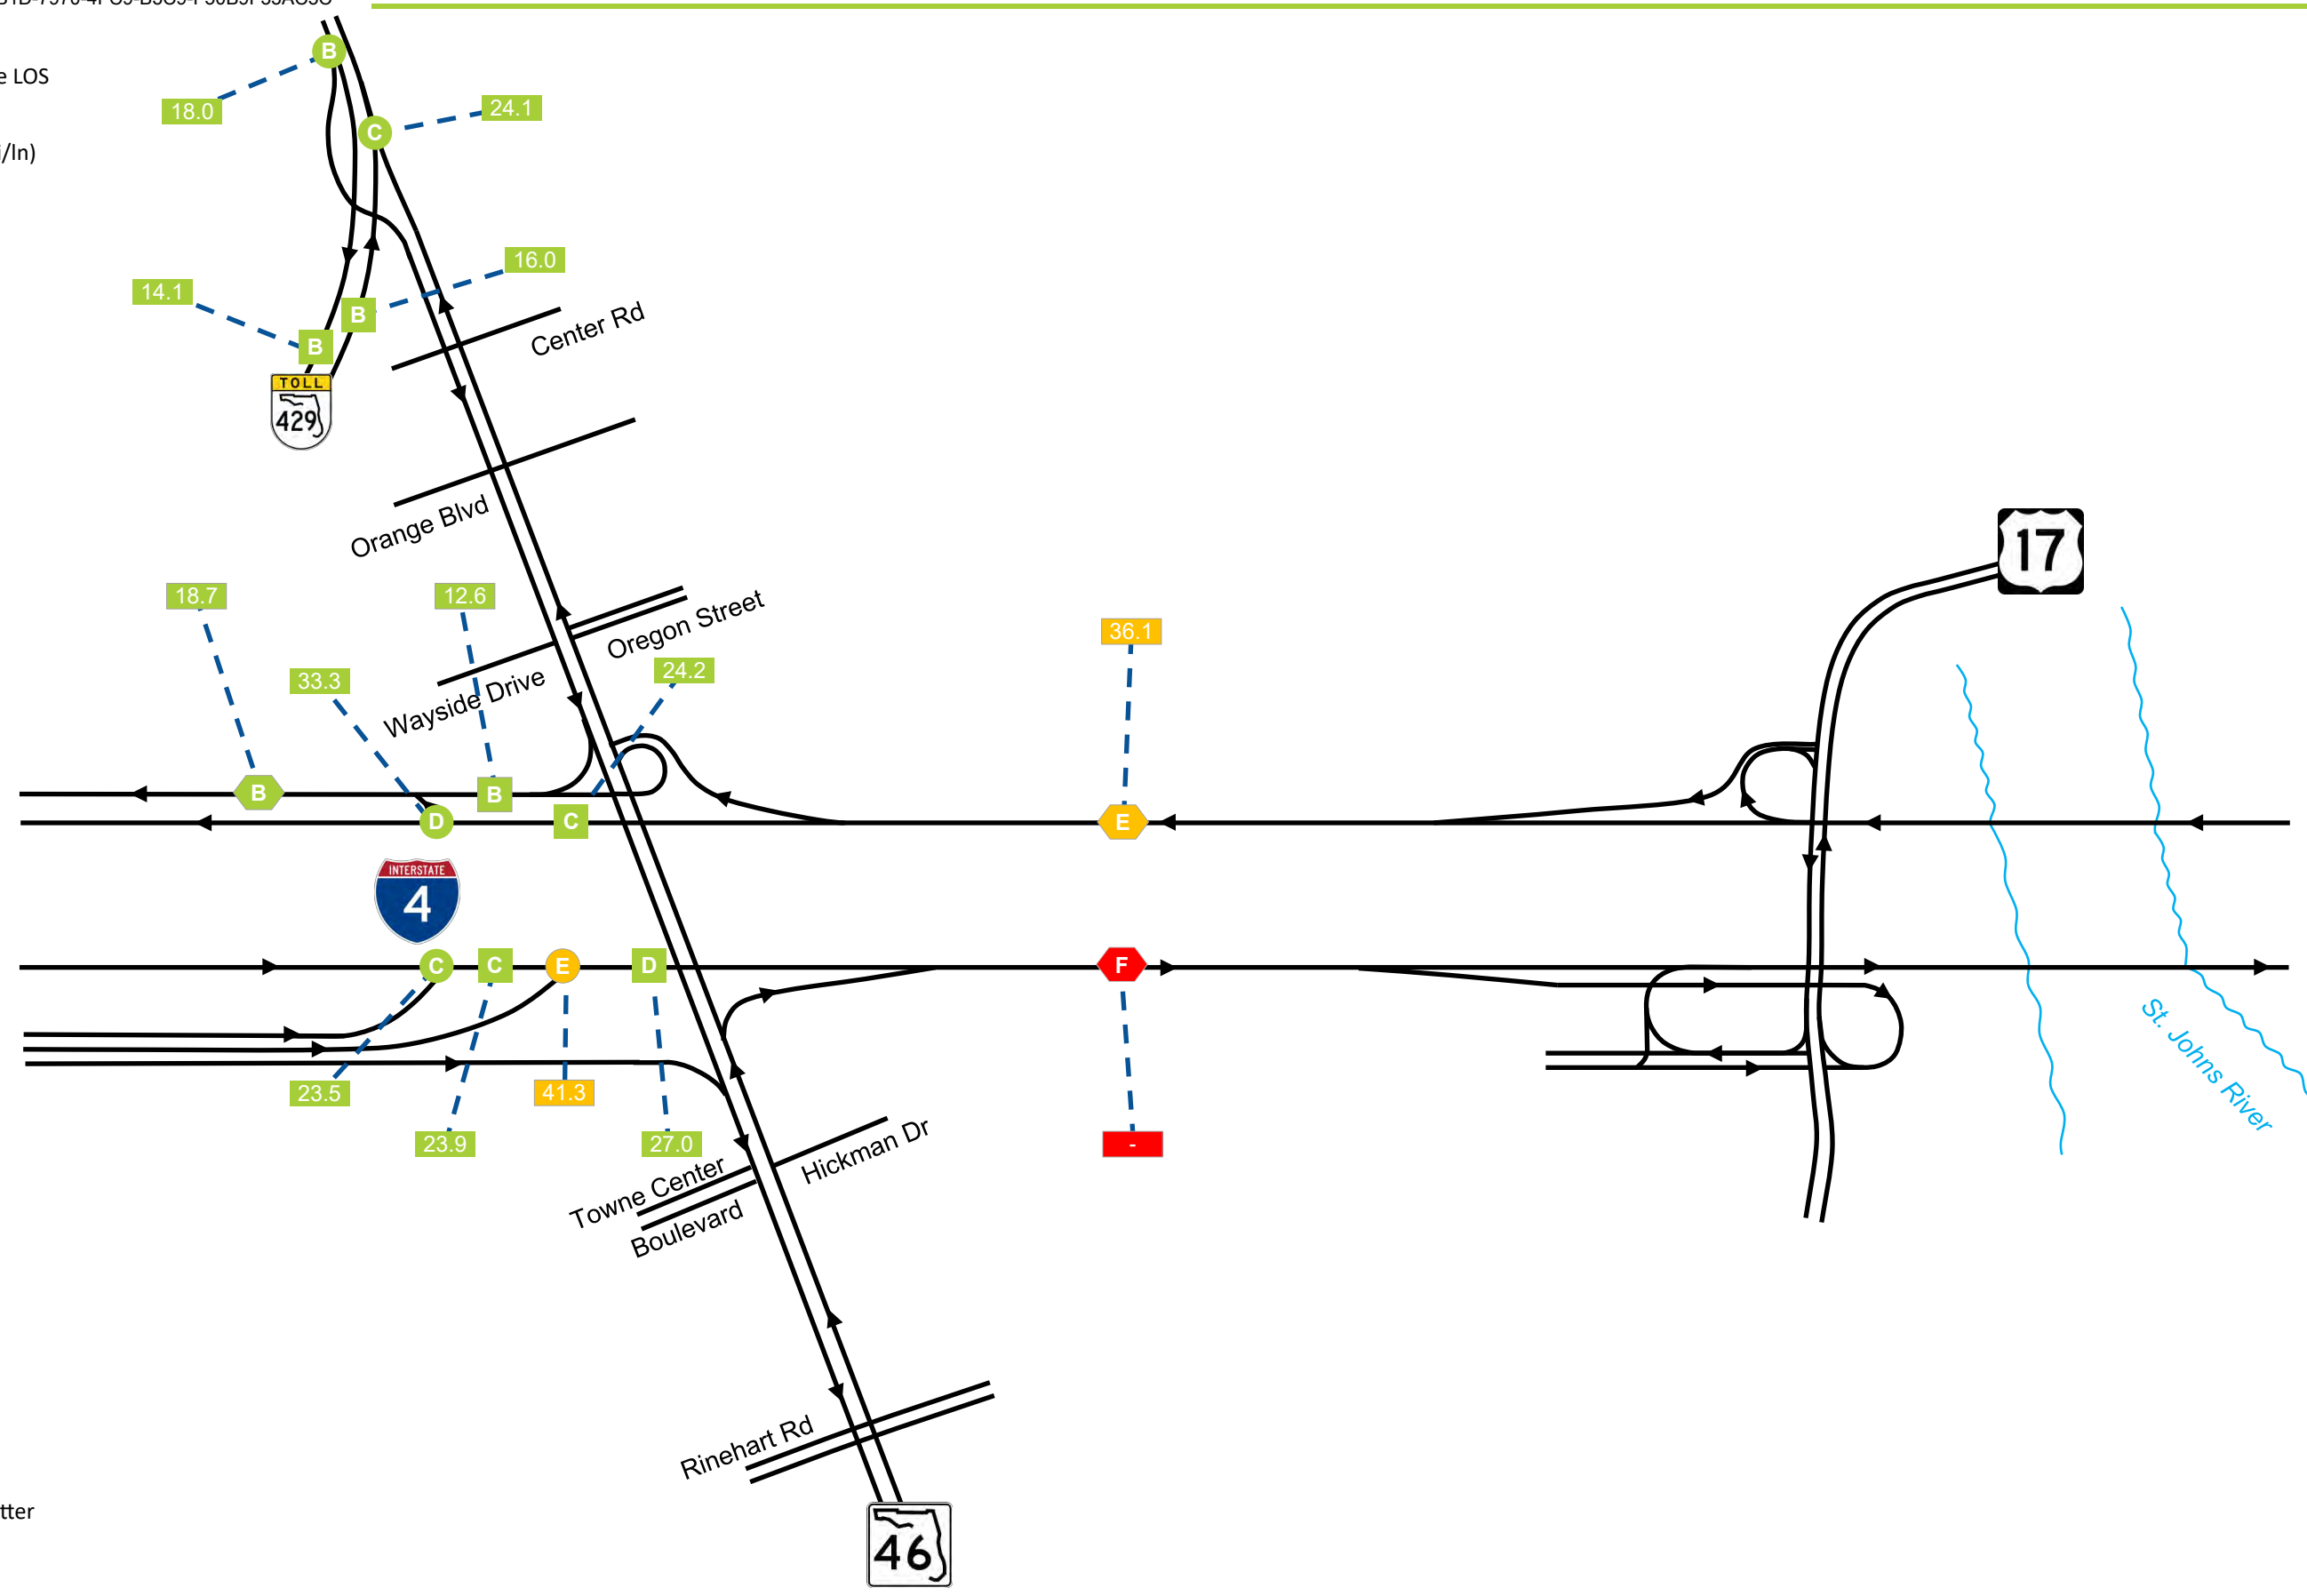 e LOS
i/ln)
B
18.0
24.1
C
16.0
14.1
B
B
TOLL
429
Center Rd
Orange Blvd
Oregon Street
Wayside Drive
17
18.7
12.6
36.1
33.3
24.2
B
B
D
C
E
INTERSTATE
4
C
C
E
D
F
23.5
41.3
23.9
27.0
-
St. Johns River
Hickman Dr
Towne Center
Boulevard
Rinehart Rd
tter
46